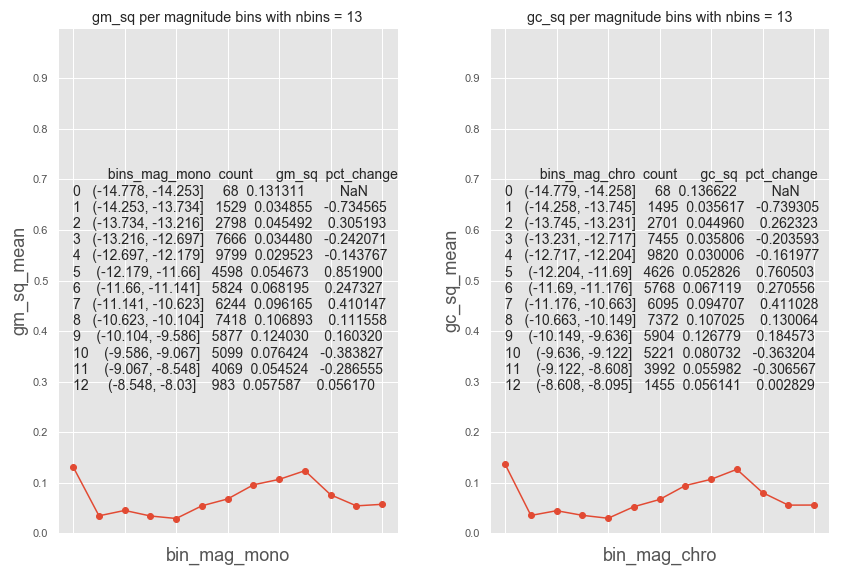 gm_sq per magnitude bins with nbins = 13
0.9
0.8
0.7
0.6
0.5
0.4
0.3
0.2
0.1
0.0
gm_sq_mean
bins_mag_mono count gm_sq pct_change
0 (-14.778, -14.253] 68 0.131311 NaN
1 (-14.253, -13.734] 1529 0.034855 -0.734565
2 (-13.734, -13.216] 2798 0.045492 0.305193
3 (-13.216, -12.697] 7666 0.034480 -0.242071
4 (-12.697, -12.179] 9799 0.029523 -0.143767
5 (-12.179, -11.66] 4598 0.054673 0.851900
6 (-11.66, -11.141] 5824 0.068195 0.247327
7 (-11.141, -10.623] 6244 0.096165 0.410147
8 (-10.623, -10.104] 7418 0.106893 0.111558
9 (-10.104, -9.586] 5877 0.124030 0.160320
10 (-9.586, -9.067] 5099 0.076424 -0.383827
11 (-9.067, -8.548] 4069 0.054524 -0.286555
12 (-8.548, -8.03] 983 0.057587 0.056170
bin_mag_mono
gc_sq per magnitude bins with nbins = 13
0.9
0.8
0.7
0.6
0.5
0.4
0.3
0.2
0.1
0.0
gc_sq_mean
bins_mag_chro count gc_sq pct_change
0 (-14.779, -14.258] 68 0.136622 NaN
1 (-14.258, -13.745] 1495 0.035617 -0.739305
2 (-13.745, -13.231] 2701 0.044960 0.262323
3 (-13.231, -12.717] 7455 0.035806 -0.203593
4 (-12.717, -12.204] 9820 0.030006 -0.161977
5 (-12.204, -11.69] 4626 0.052826 0.760503
6 (-11.69, -11.176] 5768 0.067119 0.270556
7 (-11.176, -10.663] 6095 0.094707 0.411028
8 (-10.663, -10.149] 7372 0.107025 0.130064
9 (-10.149, -9.636] 5904 0.126779 0.184573
10 (-9.636, -9.122] 5221 0.080732 -0.363204
11 (-9.122, -8.608] 3992 0.055982 -0.306567
12 (-8.608, -8.095] 1455 0.056141 0.002829
bin_mag_chro